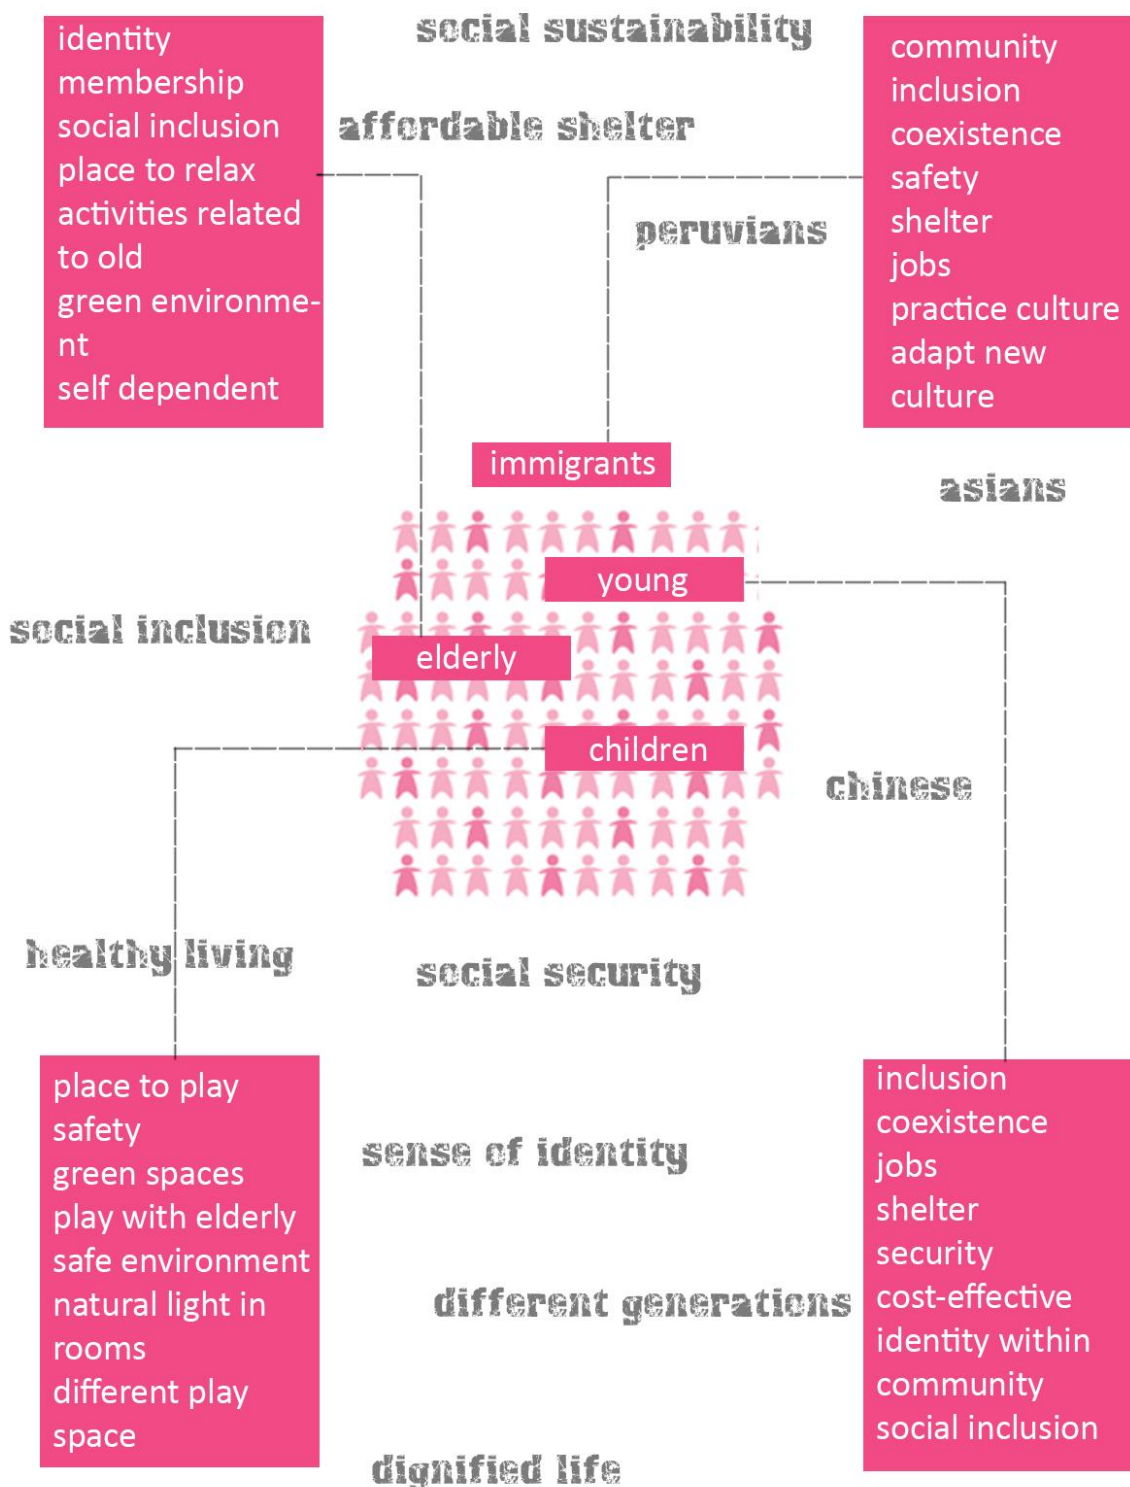 social sustainability
identity
membership
social inclusion
place to relax
activities related
to old
green environme-
nt
self dependent
affordable shelter
peruvians
community
inclusion
coexistence
safety
shelter
jobs
practice culture
adapt new
culture
immigrants
asians
young
social inclusion
elderly
children
chinese
healthy living
social security
place to play
safety
green spaces
play with elderly
safe environment
natural light in
rooms
different play
space
sense of identity
different generations
inclusion
coexistence
jobs
shelter
security
cost-effective
identity within
community
social inclusion
dignified life